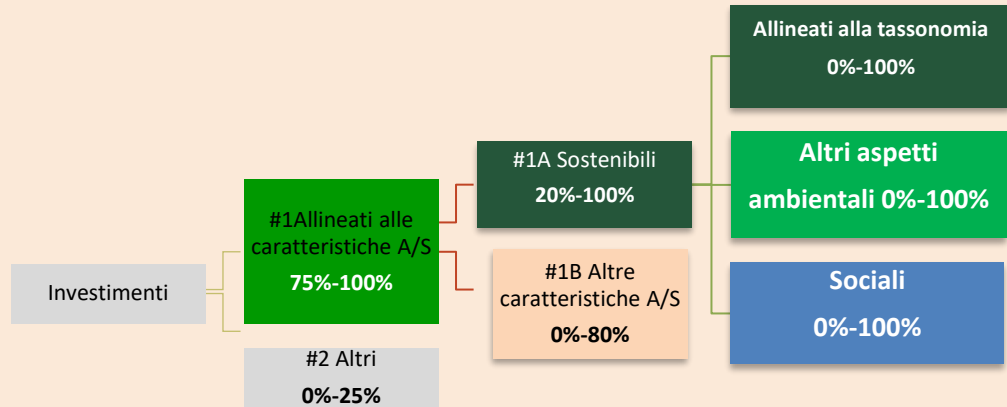 Investimenti
#1Allineati alle
caratteristiche A/S
75%-100%
#2 Altri
0%-25%
#1A Sostenibili
20%-100%
#1B Altre
caratteristiche A/S
0%-80%
Allineati alla tassonomia
0%-100%
Altri aspetti
ambientali 0%-100%
Sociali
0%-100%